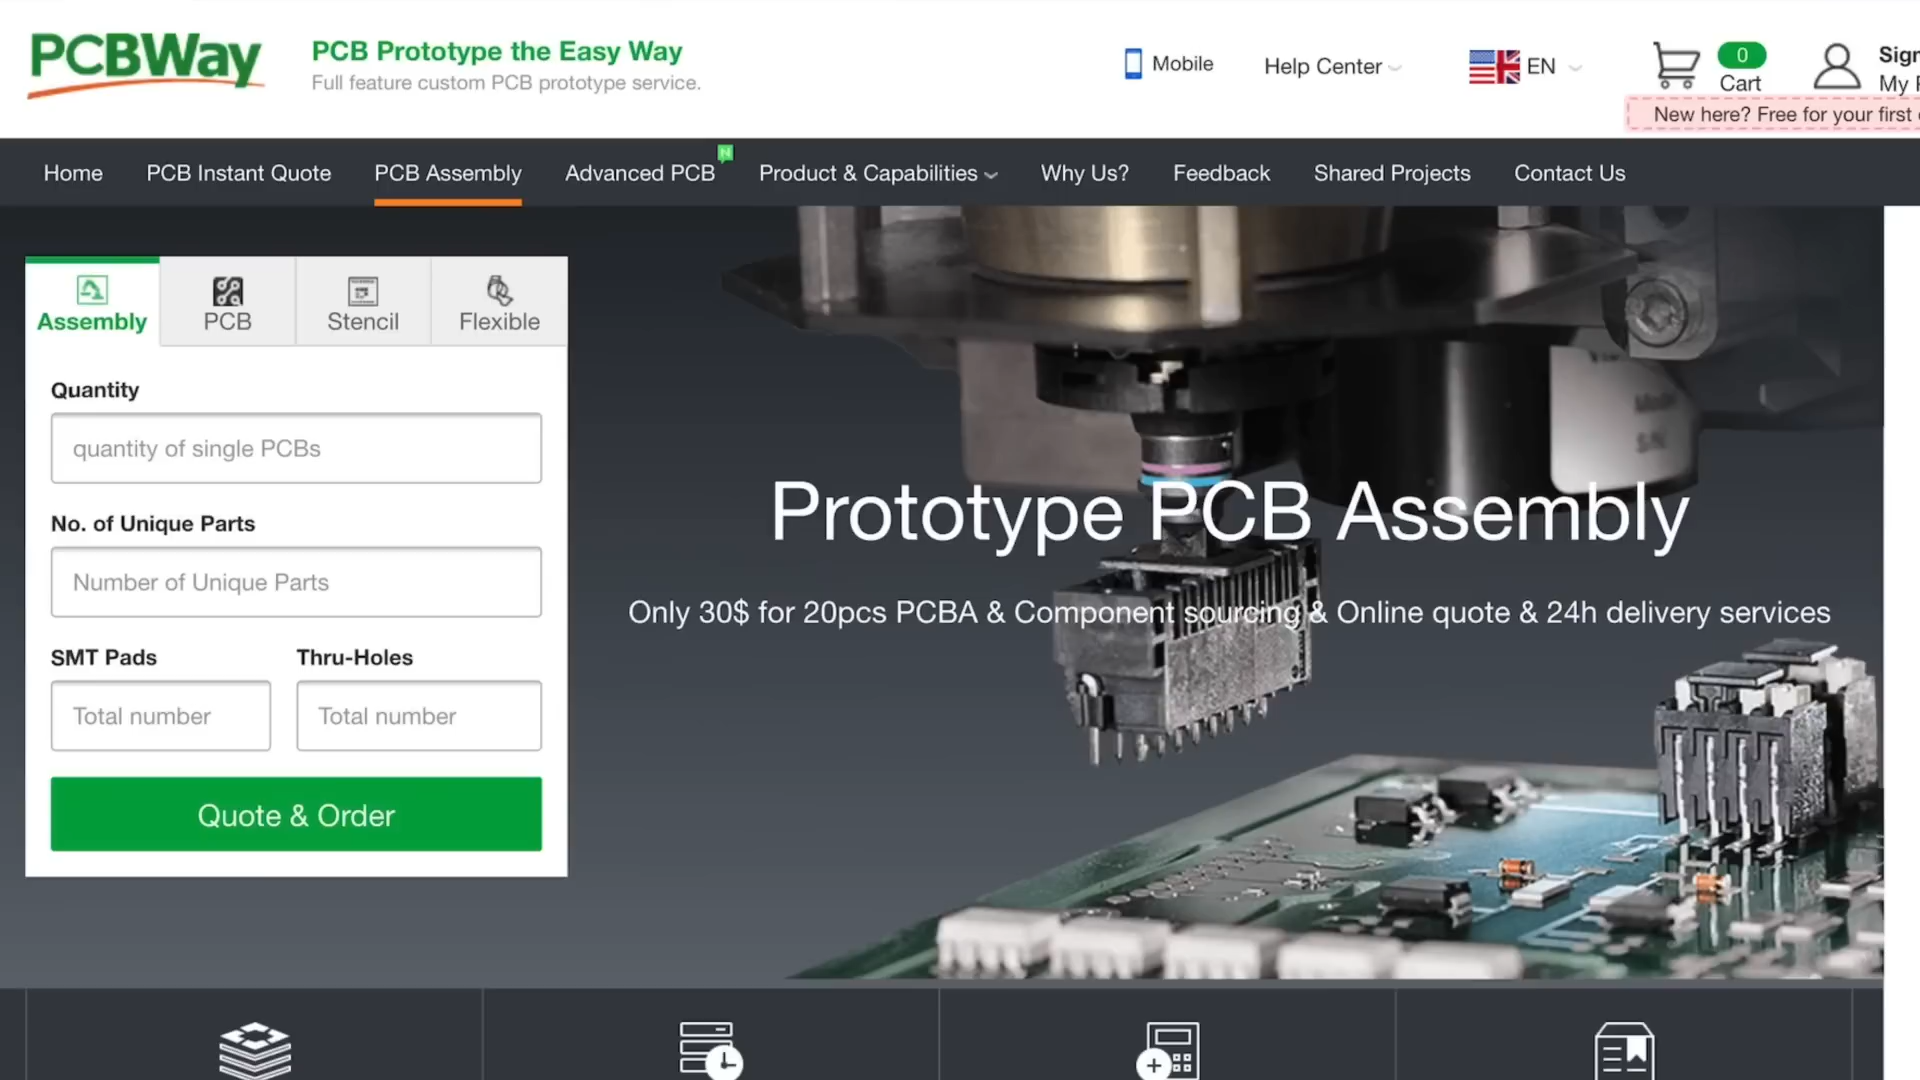 PCBWay
PCB Prototype the Easy Way
Full feature custom PCB prototype service.
Mobile
Help Center
EN
0
Cart
Sign
My
New here? Free for your first
Home
PCB Instant Quote
PCB Assembly
Advanced PCB
N
Product & Capabilities
Why Us?
Feedback
Shared Projects
Contact Us
Assembly
PCB
Stencil
Flexible
Quantity
quantity of single PCBs
No. of Unique Parts
Number of Unique Parts
SMT Pads
Thru-Holes
Total number
Total number
Quote & Order
Prototype PCB Assembly
Only 30$ for 20pcs PCBA & Component sourcing & Online quote & 24h delivery services